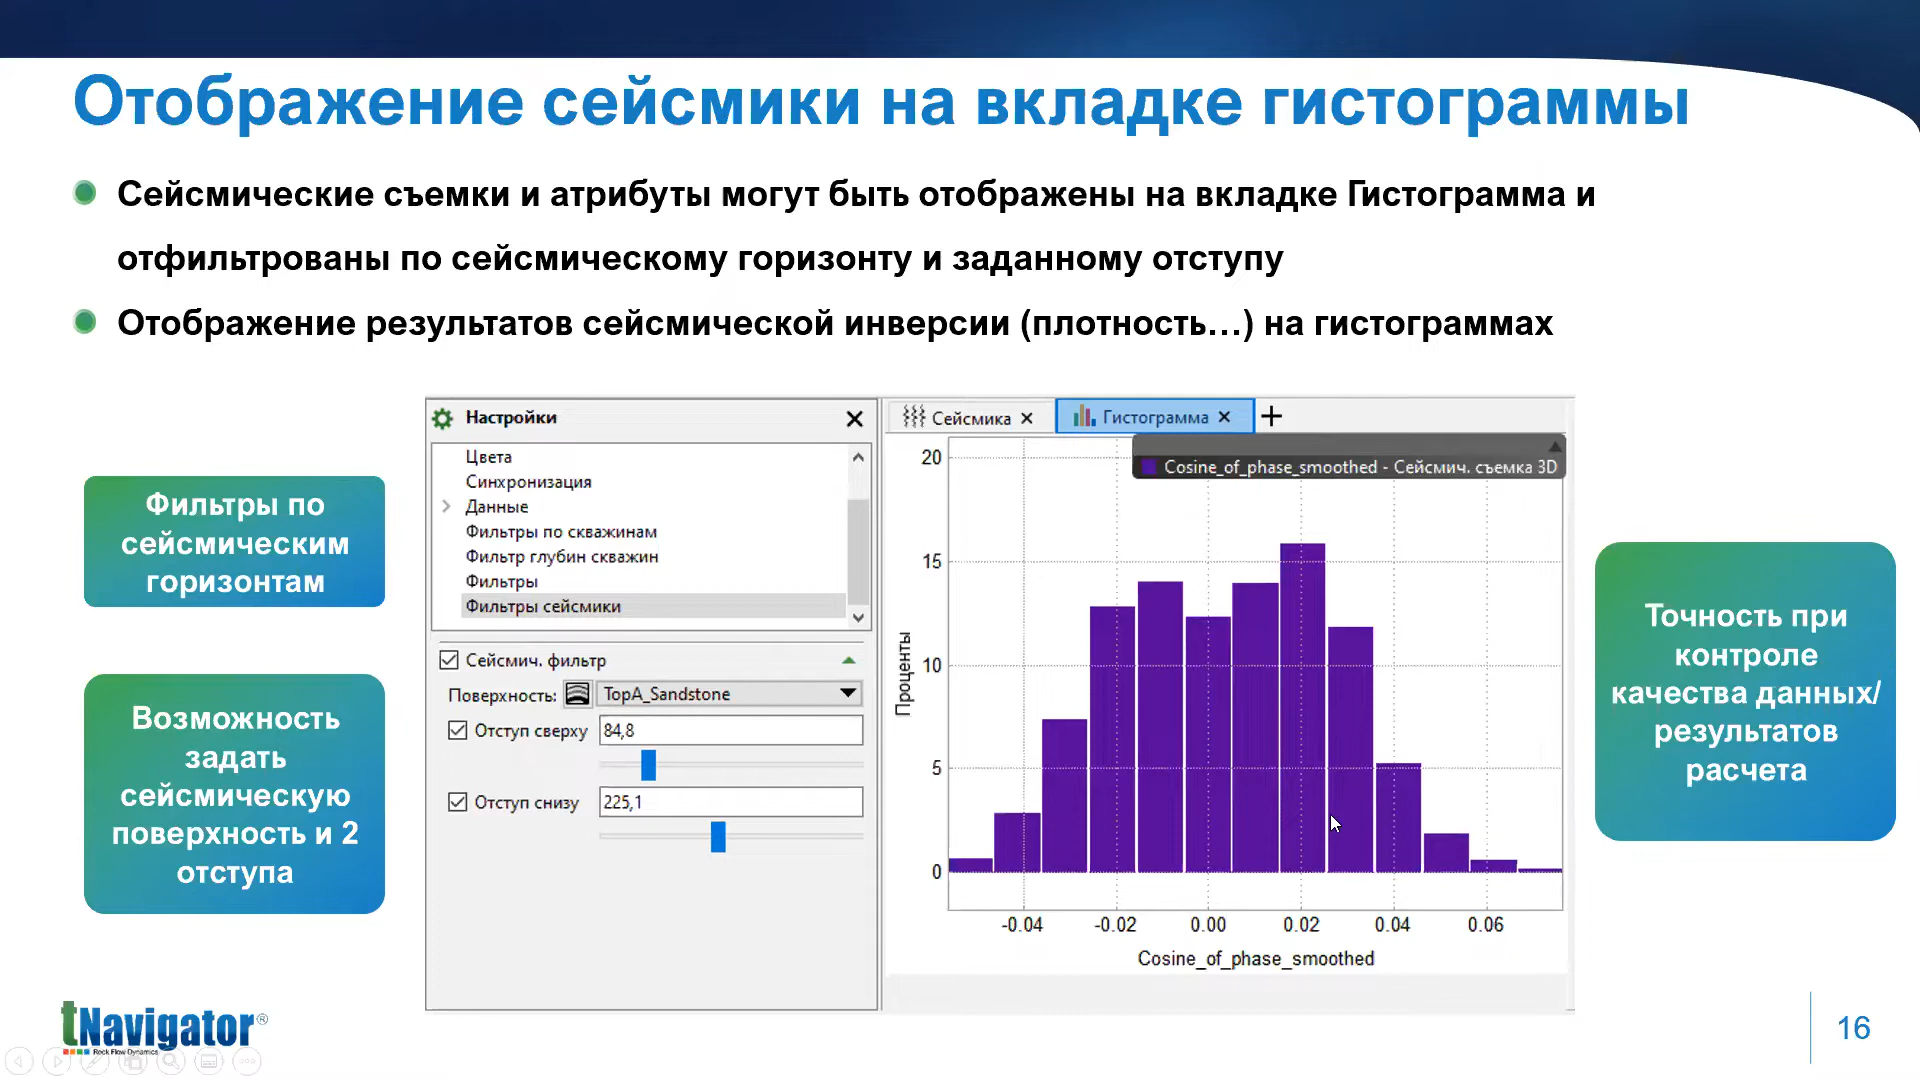 Отображение сейсмики на вкладке гистограммы
Сейсмические съемки и атрибуты могут быть отображены на вкладке Гистограмма и
отфильтрованы по сейсмическому горизонту и заданному отступу
Отображение результатов сейсмической инверсии (плотность…) на гистограммах
Фильтры по
сейсмическим
горизонтам
Возможность
задать
сейсмическую
поверхность и 2
отступа
Настройки
Цвета
Синхронизация
Данные
Фильтры по скважинам
Фильтр глубин скважин
Фильтры
Фильтры сейсмики
Сейсмич. фильтр
Поверхность: TopA_Sandstone
Отступ сверху 84,8
Отступ снизу 225,1
Сейсмика
Гистограмма
Cosine_of_phase_smoothed - Сейсмич. съемка 3D
20
15
10
5
0
Проценты
-0.04 -0.02 0.00 0.02 0.04 0.06
Cosine_of_phase_smoothed
Точность при
контроле
качества данных/
результатов
расчета
tNavigator®
Rock Flow Dynamics
16